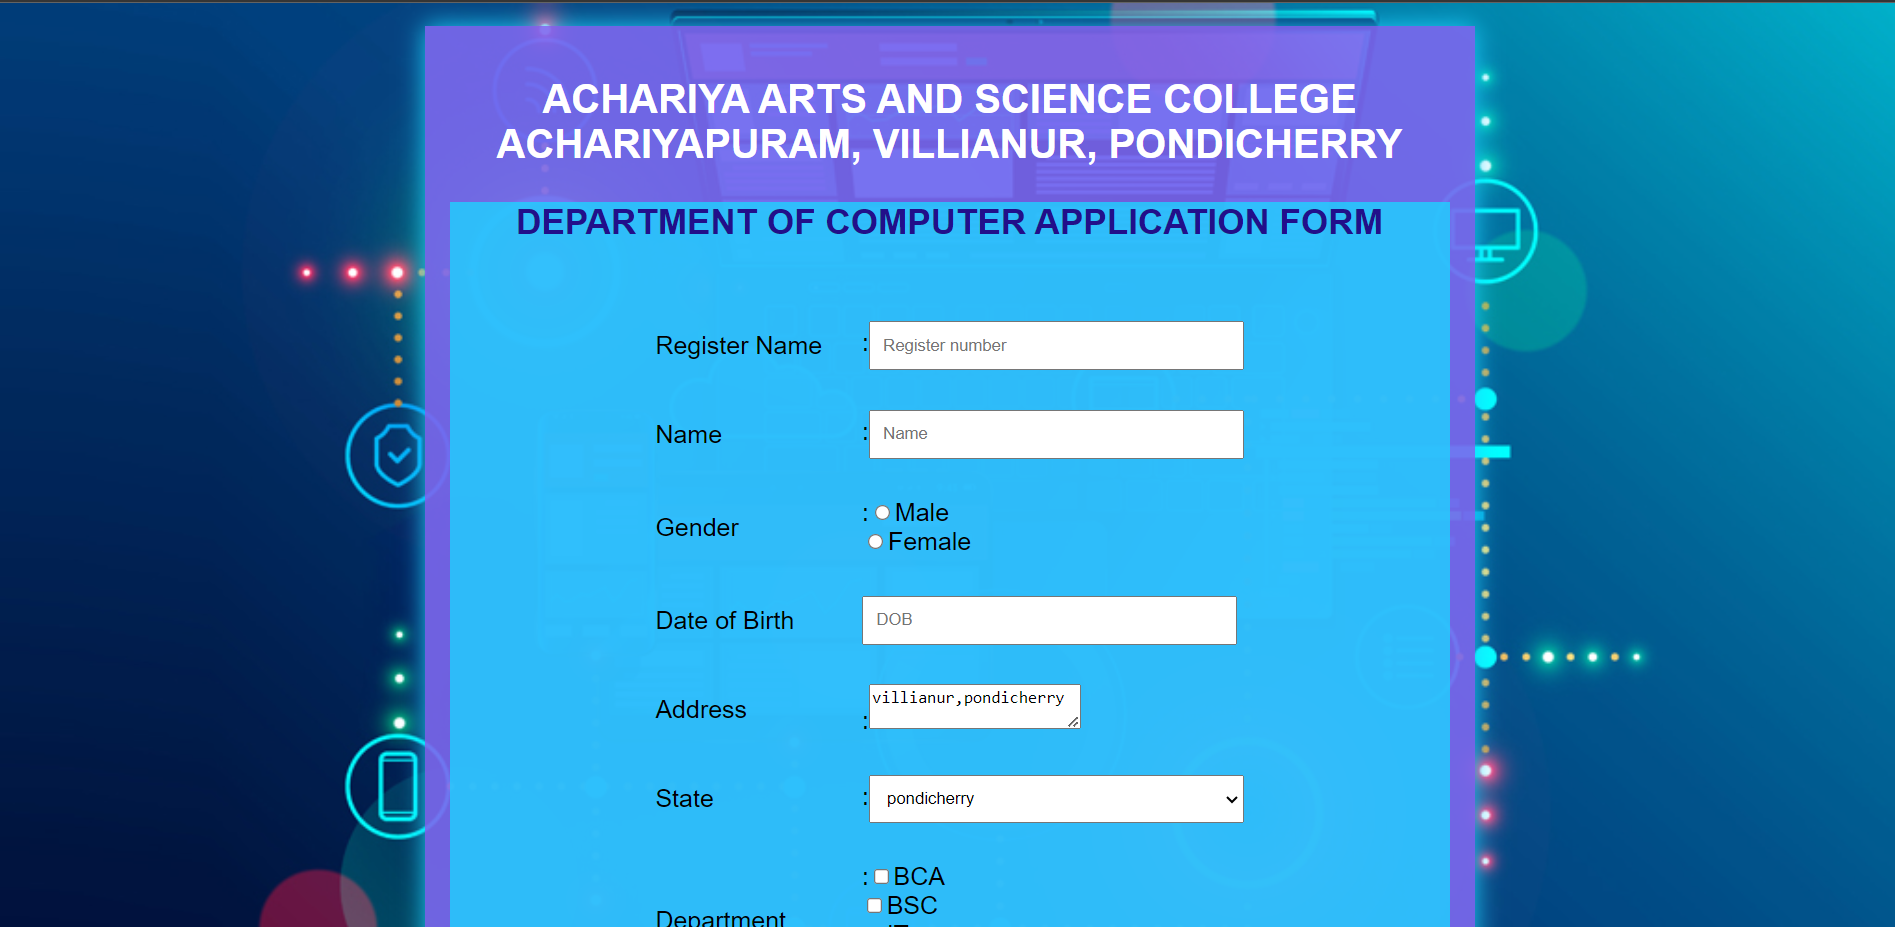 ACHARIYA ARTS AND SCIENCE COLLEGE
ACHARIYAPURAM, VILLIANUR, PONDICHERRY
DEPARTMENT OF COMPUTER APPLICATION FORM
Register Name : Register number
Name : Name
Gender : Male
Female
Date of Birth DOB
Address : villianur,pondicherry
State : pondicherry
: BCA
BSC
Department